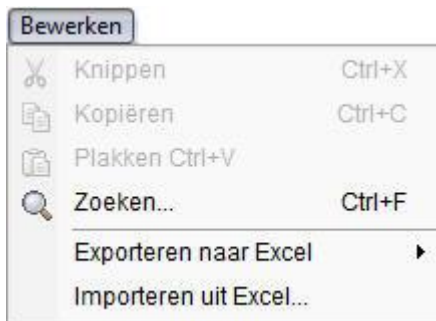 Bewerken
Knippen Ctrl+X
Kopiëren Ctrl+C
Plakken Ctrl+V
Zoeken... Ctrl+F
Exporteren naar Excel
Importeren uit Excel...